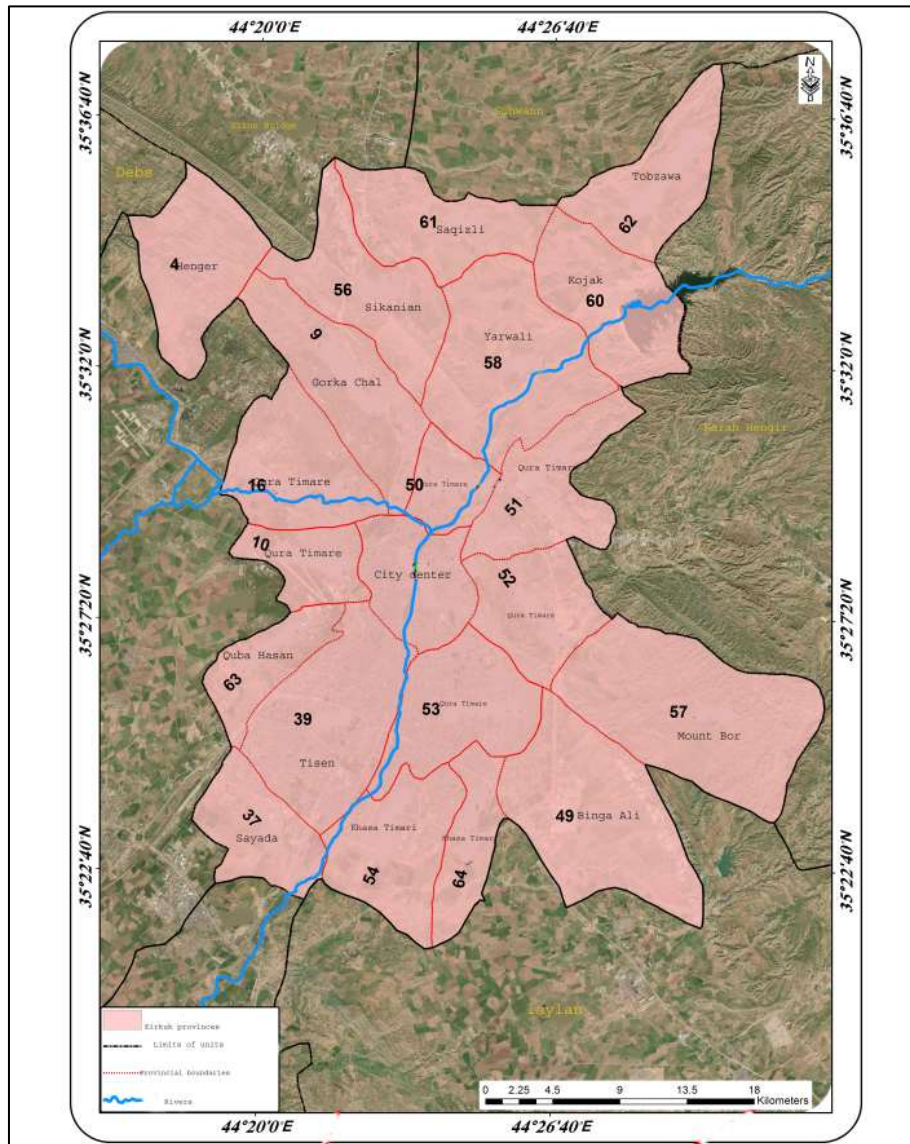 44°20'0"E 44°26'40"E
N
35°36'40"N 35°36'40"N
Debs
Tobzawa
62
61
Saqizli
4
Henger
56
Sikanian
Kojak
60
9
Yarwali
58
35°32'0"N 35°32'0"N
Gorka Chal
Karah Hengir
16
Qura Timare
50
Qura Timare
Qura Timare
51
10
Qura Timare
City center
52
Qura Timare
35°27'20"N 35°27'20"N
Quba Hasan
63
39
53
Qura Timare
57
Mount Bor
Tisen
37
Sayada
Khasa Timari
54
Khasa Timari
64
49
Binga Ali
35°22'40"N 35°22'40"N
laylan
Kirkuk provinces
Limits of units
Provincial boundaries
Rivers
0 2.25 4.5 9 13.5 18
Kilometers
44°20'0"E 44°26'40"E